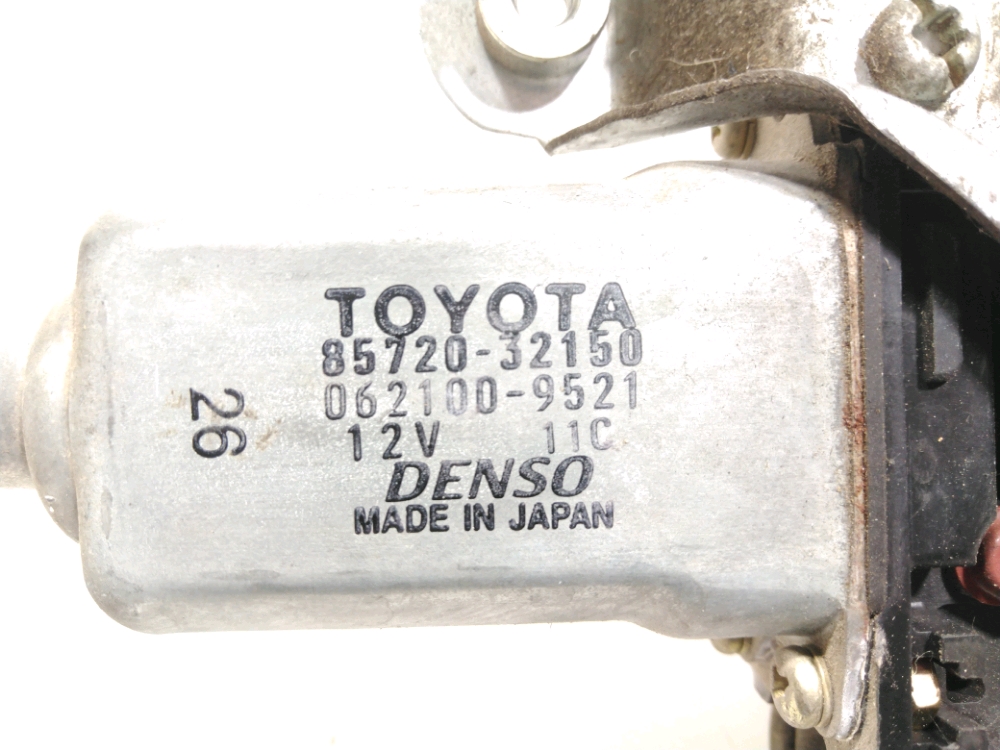 TOYOTA
85720-32150
062100-9521
12V 11C
DENSO
MADE IN JAPAN
26